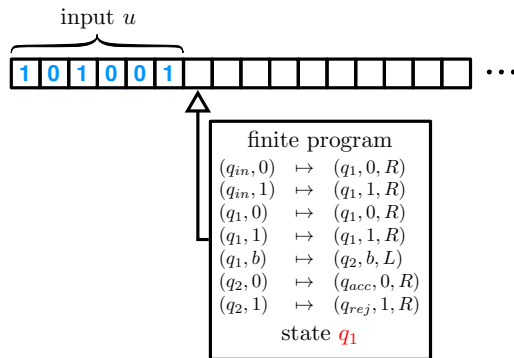 input u
1 0 1 0 0 1 ...
finite program
(q_in, 0) ↦ (q_1, 0, R)
(q_in, 1) ↦ (q_1, 1, R)
(q_1, 0) ↦ (q_1, 0, R)
(q_1, 1) ↦ (q_1, 1, R)
(q_1, b) ↦ (q_2, b, L)
(q_2, 0) ↦ (q_acc, 0, R)
(q_2, 1) ↦ (q_rej, 1, R)
state q_1